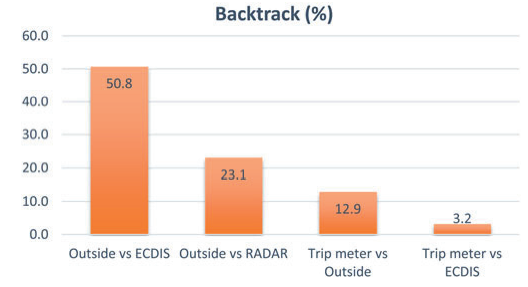 Backtrack (%)
60.0
50.0
40.0
30.0
20.0
10.0
0.0
50.8
23.1
12.9
3.2
Outside vs ECDIS
Outside vs RADAR
Trip meter vs
Outside
Trip meter vs
ECDIS